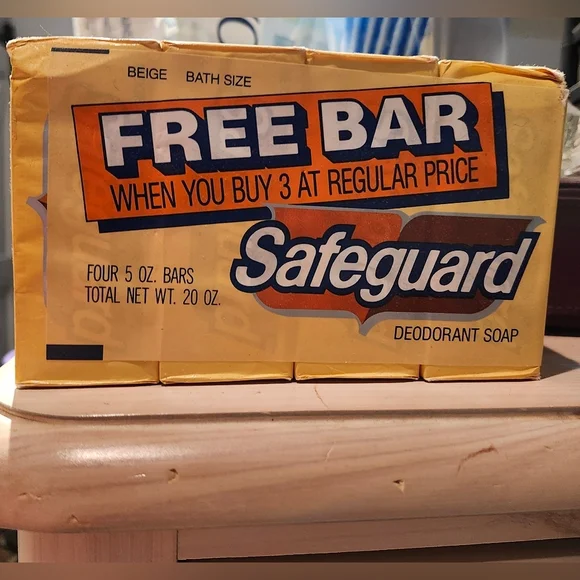 BEIGE BATH SIZE
FREE BAR
WHEN YOU BUY 3 AT REGULAR PRICE
Safeguard
FOUR 5 OZ. BARS
TOTAL NET WT. 20 OZ.
DEODORANT SOAP